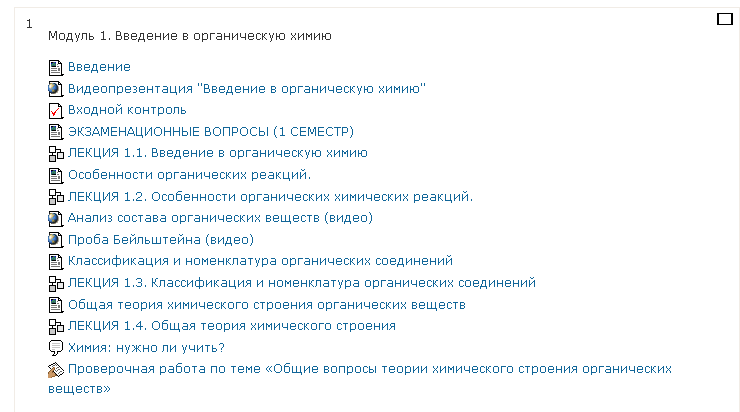 1
Модуль 1. Введение в органическую химию
Введение
Видеопрезентация "Введение в органическую химию"
Входной контроль
ЭКЗАМЕНАЦИОННЫЕ ВОПРОСЫ (1 СЕМЕСТР)
ЛЕКЦИЯ 1.1. Введение в органическую химию
Особенности органических реакций.
ЛЕКЦИЯ 1.2. Особенности органических химических реакций.
Анализ состава органических веществ (видео)
Проба Бейльштейна (видео)
Классификация и номенклатура органических соединений
ЛЕКЦИЯ 1.3. Классификация и номенклатура органических соединений
Общая теория химического строения органических веществ
ЛЕКЦИЯ 1.4. Общая теория химического строения
Химия: нужно ли учить?
Проверочная работа по теме «Общие вопросы теории химического строения органических
веществ»